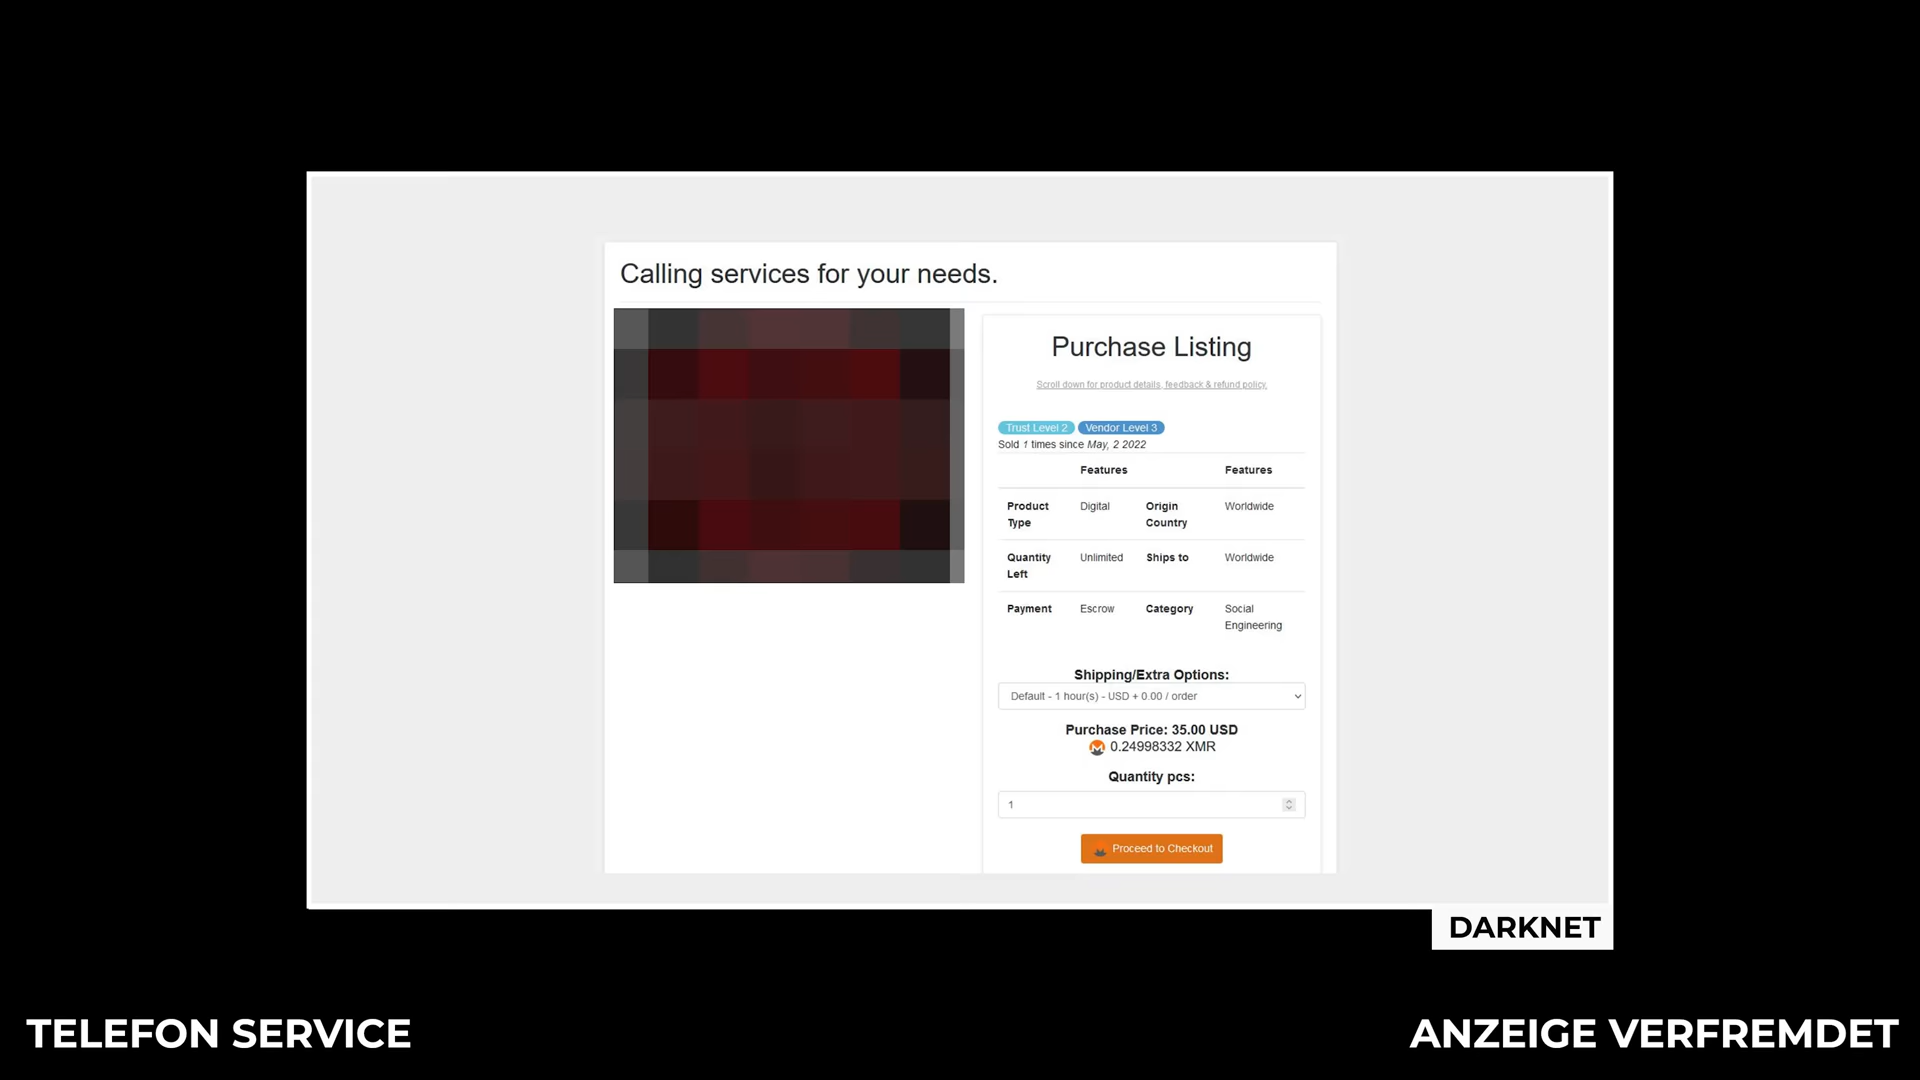 Calling services for your needs.
Purchase Listing
Scroll down for product details, feedback & refund policy.
Trust Level 2 Vendor Level 3
Sold 1 times since May, 2 2022
Features Features
Product Type Digital Origin Country Worldwide
Quantity Left Unlimited Ships to Worldwide
Payment Escrow Category Social Engineering
Shipping/Extra Options:
Default - 1 hour(s) - USD + 0.00 / order
Purchase Price: 35.00 USD
0.24998332 XMR
Quantity pcs:
1
Proceed to Checkout
DARKNET
TELEFON SERVICE
ANZEIGE VERFREMDET